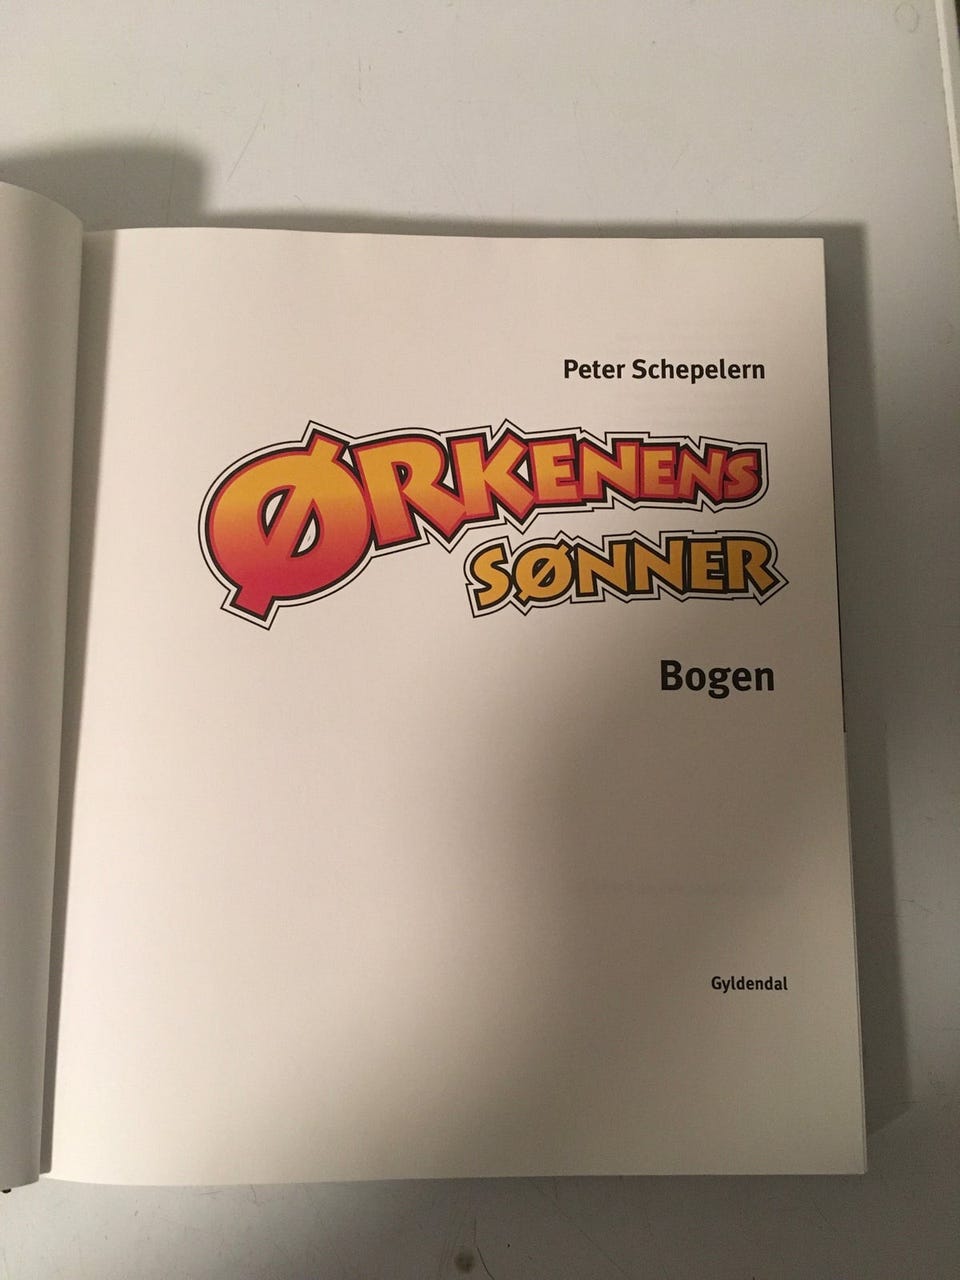 Peter Schepelern
ØRKENENS
SØNNER
Bogen
Gyldendal